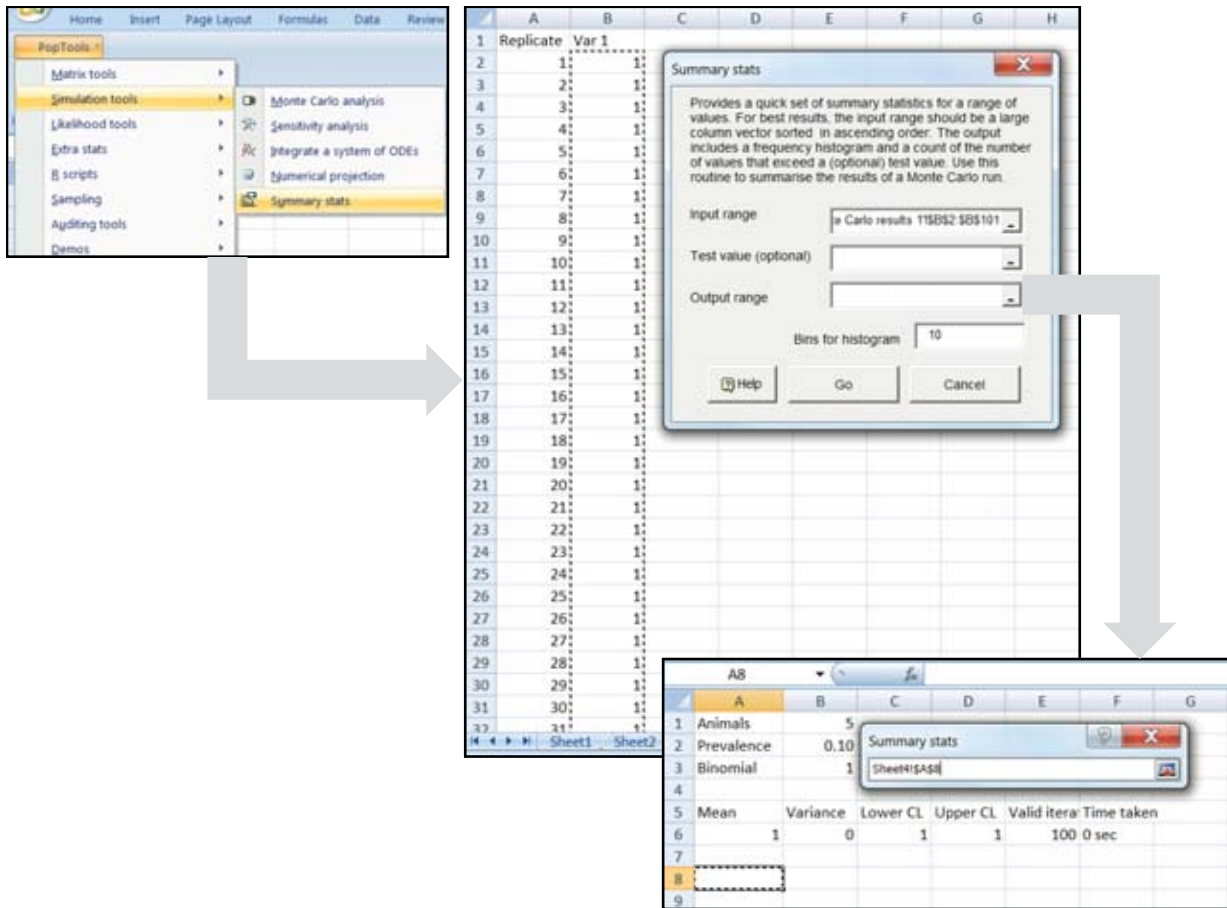 Home Insert Page Layout Formulas Data Review
PopTools
Matrix tools
Simulation tools
Likelihood tools
Extra stats
R scripts
Sampling
Auditing tools
Demos
Monte Carlo analysis
Sensitivity analysis
Integrate a system of ODEs
Numerical projection
Summary stats
A B C D E F G H
1 Replicate Var 1
2 1 1
3 2 1
4 3 1
5 4 1
6 5 1
7 6 1
8 7 1
9 8 1
10 9 1
11 10 1
12 11 1
13 12 1
14 13 1
15 14 1
16 15 1
17 16 1
18 17 1
19 18 1
20 19 1
21 20 1
22 21 1
23 22 1
24 23 1
25 24 1
26 25 1
27 26 1
28 27 1
29 28 1
30 29 1
31 30 1
32 31 1
Sheet1 Sheet2
Summary stats
Provides a quick set of summary statistics for a range of
values. For best results, the input range should be a large
column vector sorted in ascending order. The output
includes a frequency histogram and a count of the number
of values that exceed a (optional) test value. Use this
routine to summarise the results of a Monte Carlo run.
Input range e Carlo results 1'!$B$2:$B$101
Test value (optional)
Output range
Bins for histogram 10
Help Go Cancel
A8 fx
A B C D E F G
1 Animals 5
2 Prevalence 0.10
3 Binomial 1
4
5 Mean Variance Lower CL Upper CL Valid itera Time taken
6 1 0 1 1 100 0 sec
7
8
9
Summary stats
Sheet4!$A$8